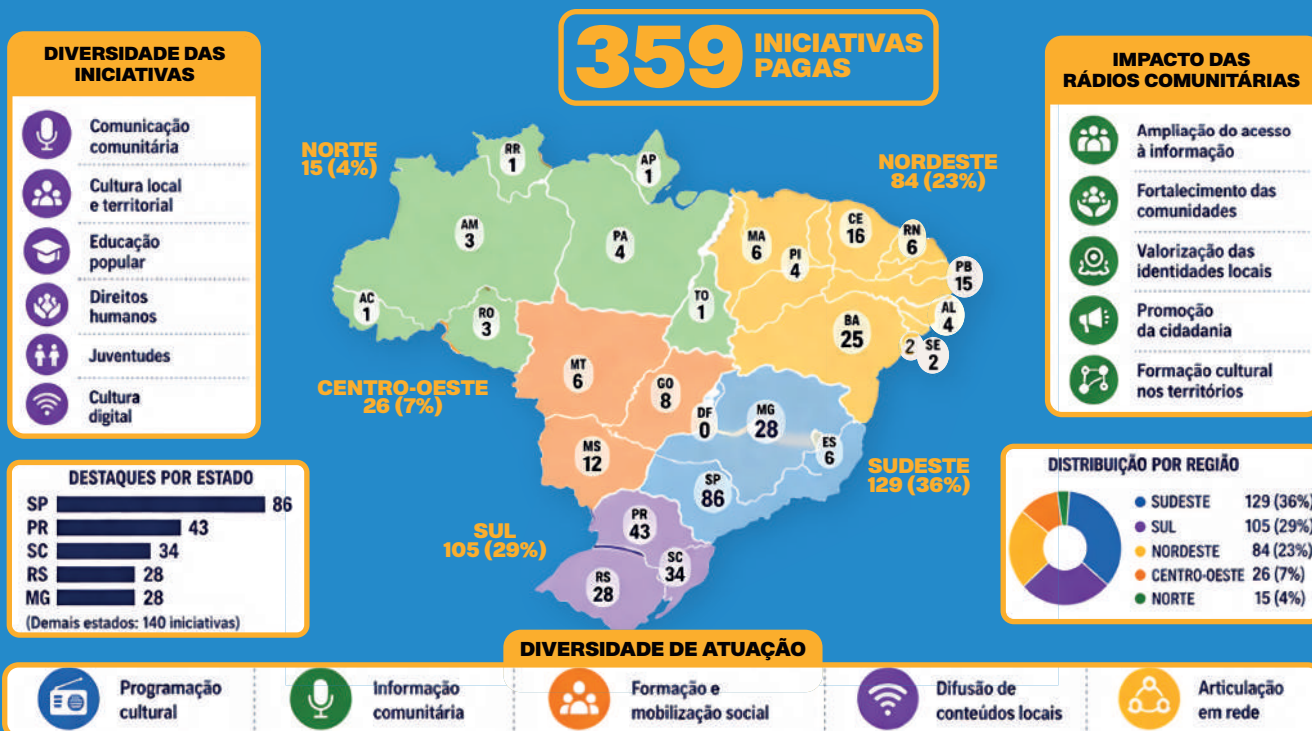 359 INICIATIVAS
PAGAS
DIVERSIDADE DAS
INICIATIVAS
Comunicação
comunitária
Cultura local
e territorial
Educação
popular
Direitos
humanos
Juventudes
Cultura
digital
IMPACTO DAS
RÁDIOS COMUNITÁRIAS
Ampliação do acesso
à informação
Fortalecimento das
comunidades
Valorização das
identidades locais
Promoção
da cidadania
Formação cultural
nos territórios
NORTE
15 (4%)
RR
1
AP
1
AM
3
PA
4
AC
1
RO
3
TO
1
NORDESTE
84 (23%)
MA
6
PI
4
CE
16
RN
6
PB
15
AL
4
BA
25
2
SE
2
CENTRO-OESTE
26 (7%)
MT
6
GO
8
DF
0
MS
12
SUDESTE
129 (36%)
MG
28
ES
6
SP
86
SUL
105 (29%)
PR
43
SC
34
RS
28
DESTAQUES POR ESTADO
SP 86
PR 43
SC 34
RS 28
MG 28
(Demais estados: 140 iniciativas)
DISTRIBUIÇÃO POR REGIÃO
SUDESTE 129 (36%)
SUL 105 (29%)
NORDESTE 84 (23%)
CENTRO-OESTE 26 (7%)
NORTE 15 (4%)
DIVERSIDADE DE ATUAÇÃO
Programação
cultural
Informação
comunitária
Formação e
mobilização social
Difusão de
conteúdos locais
Articulação
em rede